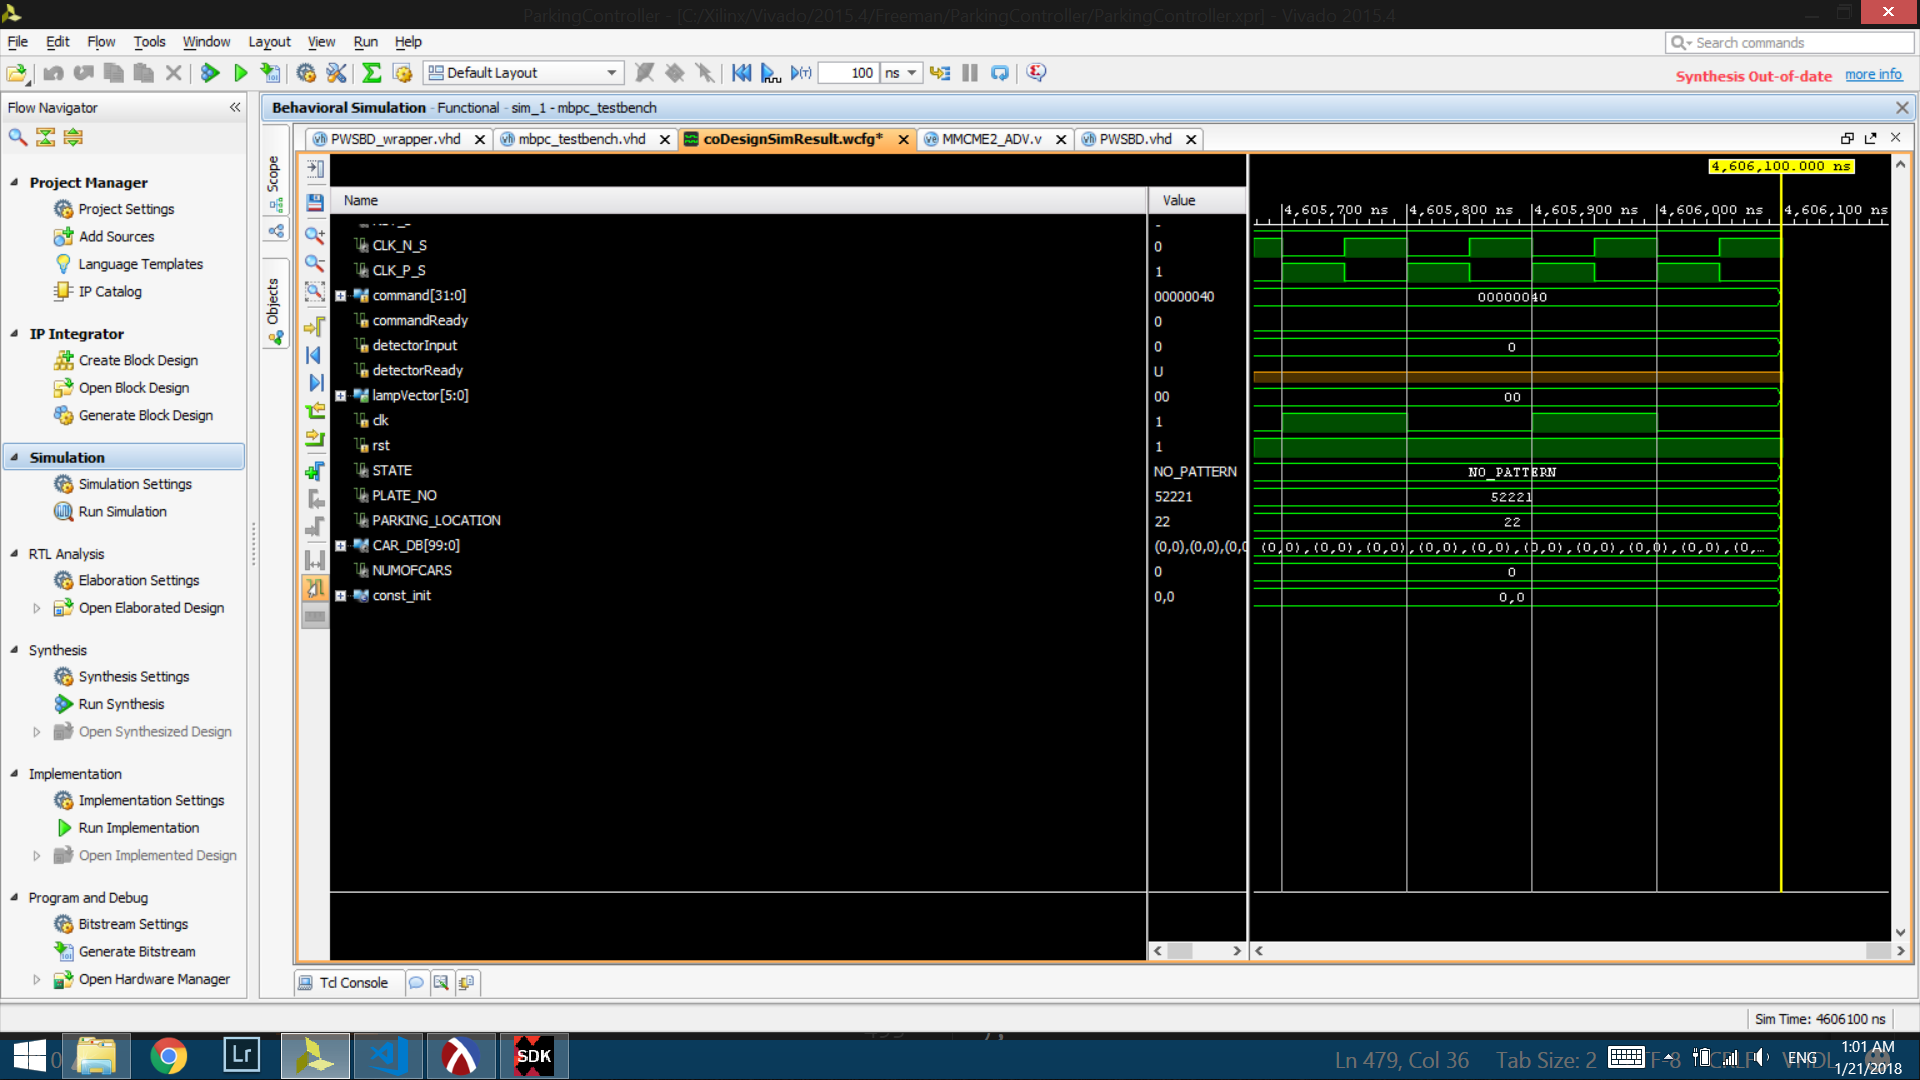 ParkingController - [C:/Xilinx/Vivado/2015.4/Freeman/ParkingController/ParkingController.xpr] - Vivado 2015.4
File Edit Flow Tools Window Layout View Run Help
Search commands
Default Layout 100 ns
Synthesis Out-of-date more info
Flow Navigator
Behavioral Simulation - Functional - sim_1 - mbpc_testbench
PWSBD_wrapper.vhd mbpc_testbench.vhd coDesignSimResult.wcfg* MMCME2_ADV.v PWSBD.vhd
Scope
Objects
Project Manager
Project Settings
Add Sources
Language Templates
IP Catalog
IP Integrator
Create Block Design
Open Block Design
Generate Block Design
Simulation
Simulation Settings
Run Simulation
RTL Analysis
Elaboration Settings
Open Elaborated Design
Synthesis
Synthesis Settings
Run Synthesis
Open Synthesized Design
Implementation
Implementation Settings
Run Implementation
Open Implemented Design
Program and Debug
Bitstream Settings
Generate Bitstream
Open Hardware Manager
4,606,100.000 ns
Name Value
4,605,700 ns 4,605,800 ns 4,605,900 ns 4,606,000 ns 4,606,100 ns
CLK_N_S 0
CLK_P_S 1
command[31:0] 00000040 00000040
commandReady 0
detectorInput 0 0
detectorReady U
lampVector[5:0] 00 00
clk 1
rst 1
STATE NO_PATTERN NO_PATTERN
PLATE_NO 52221 52221
PARKING_LOCATION 22 22
CAR_DB[99:0] (0,0),(0,0),(0,0 (0,0),(0,0),(0,0),(0,0),(0,0),(0,0),(0,0),(0,0),(0,0),(0,...
NUMOFCARS 0 0
const_init 0,0 0,0
Tcl Console
Sim Time: 4606100 ns
Lr
SDK
Ln 479, Col 36 Tab Size: 2
ENG
1:01 AM
1/21/2018